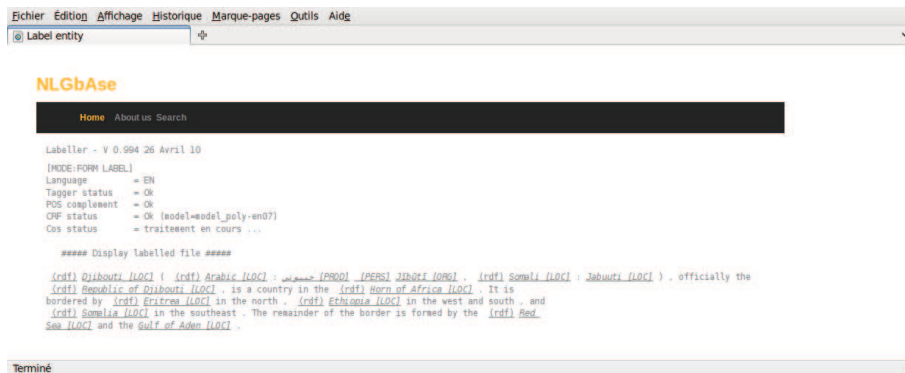 Fichier Édition Affichage Historique Marque-pages Outils Aide
Label entity
NLGbAse
Home About us Search
Labeller - V 0.994 26 Avril 10
[MODE:FORM LABEL]
Language = EN
Tagger status = Ok
POS complement = Ok
CRF status = Ok (model=model_poly-en07)
Cos status = traitement en cours ...
##### Display labelled file #####
(rdf) Djibouti [LOC] ( (rdf) Arabic [LOC] : جيبوتي [PROD] [PERS] Jībūtī [ORG] , (rdf) Somali [LOC] : Jabuuti [LOC] ) , officially the
(rdf) Republic of Djibouti [LOC] , is a country in the (rdf) Horn of Africa [LOC] . It is
bordered by (rdf) Eritrea [LOC] in the north , (rdf) Ethiopia [LOC] in the west and south , and
(rdf) Somalia [LOC] in the southeast . The remainder of the border is formed by the (rdf) Red
Sea [LOC] and the Gulf of Aden [LOC] .
Terminé